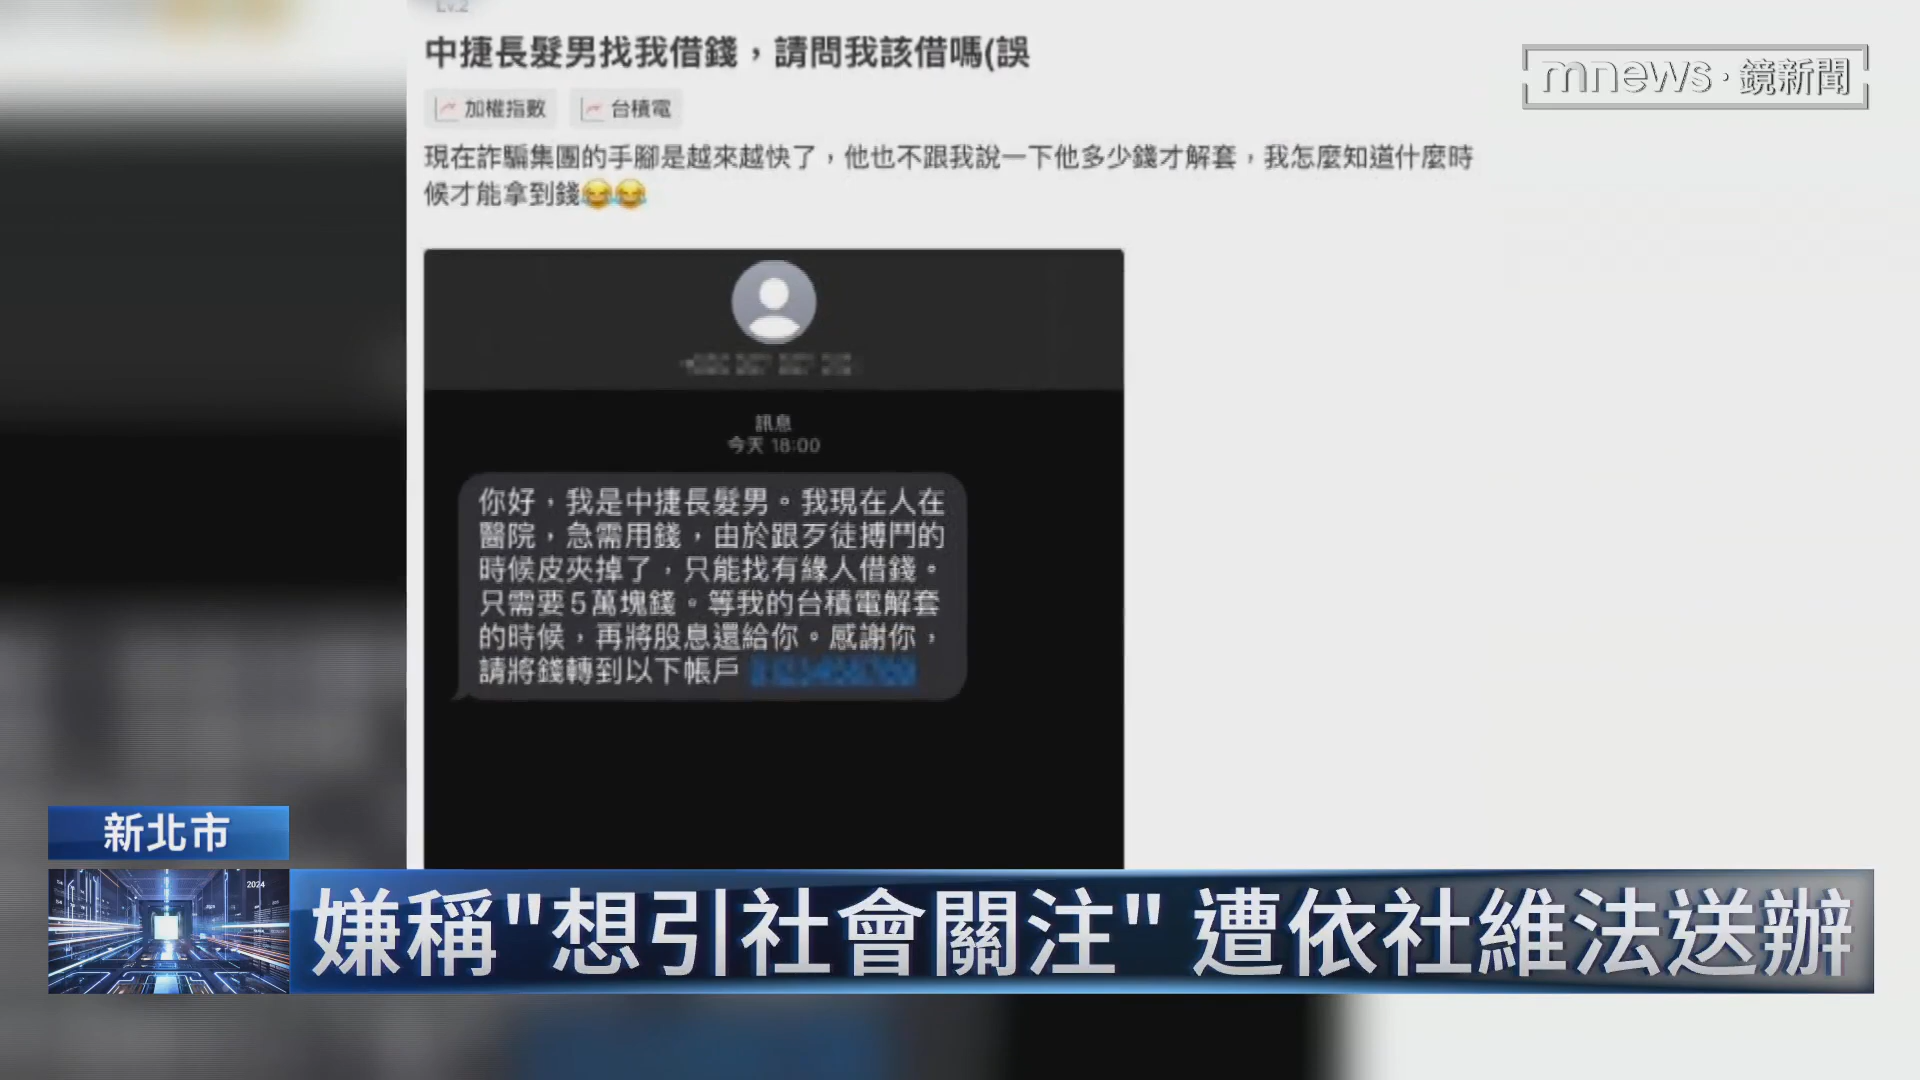 Lv.2
中捷長髮男找我借錢，請問我該借嗎(誤
mnews·鏡新聞
加權指數 台積電
現在詐騙集團的手腳是越來越快了，他也不跟我說一下他多少錢才解套，我怎麼知道什麼時
候才能拿到錢😂😂
訊息
今天 18:00
你好，我是中捷長髮男。我現在人在
醫院，急需用錢，由於跟歹徒搏鬥的
時候皮夾掉了，只能找有緣人借錢。
只需要5萬塊錢。等我的台積電解套
的時候，再將股息還給你。感謝你，
請將錢轉到以下帳戶
新北市
2024
嫌稱"想引社會關注" 遭依社維法送辦